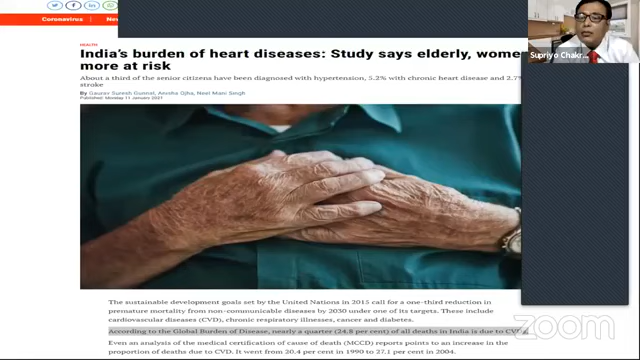 Coronavirus Ne
HEALTH
India's burden of heart diseases: Study says elderly, wome
more at risk
About a third of the senior citizens have been diagnosed with hypertension, 5.2% with chronic heart disease and 2.7%
stroke
By Gaurav Suresh Gunnal, Anisha Ojha, Neel Mani Singh
Published: Monday 11 January 2021
Supriyo Chakr...
The sustainable development goals set by the United Nations in 2015 call for a one-third reduction in
premature mortality from non-communicable diseases by 2030 under one of its targets. These include
cardiovascular diseases (CVD), chronic respiratory illnesses, cancer and diabetes.
According to the Global Burden of Disease, nearly a quarter (24.8 per cent) of all deaths in India is due to CVDs.
Even an analysis of the medical certification of cause of death (MCCD) reports points to an increase in the
proportion of deaths due to CVD. It went from 20.4 per cent in 1990 to 27.1 per cent in 2004.
zoom